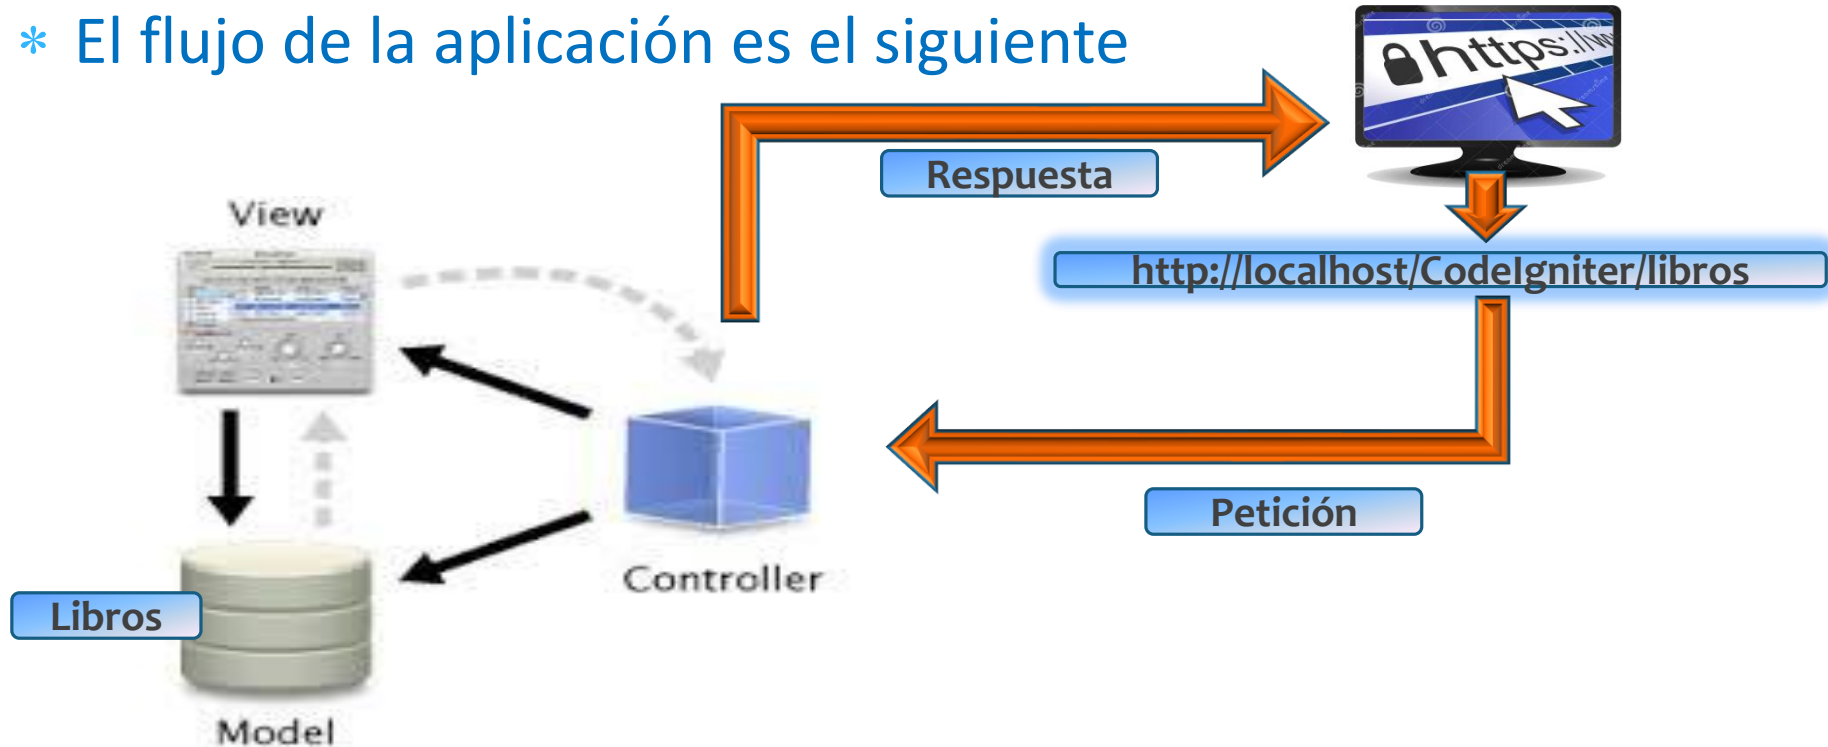 * El flujo de la aplicación es el siguiente
https://w
Respuesta
View
http://localhost/CodeIgniter/libros
Petición
Controller
Libros
Model